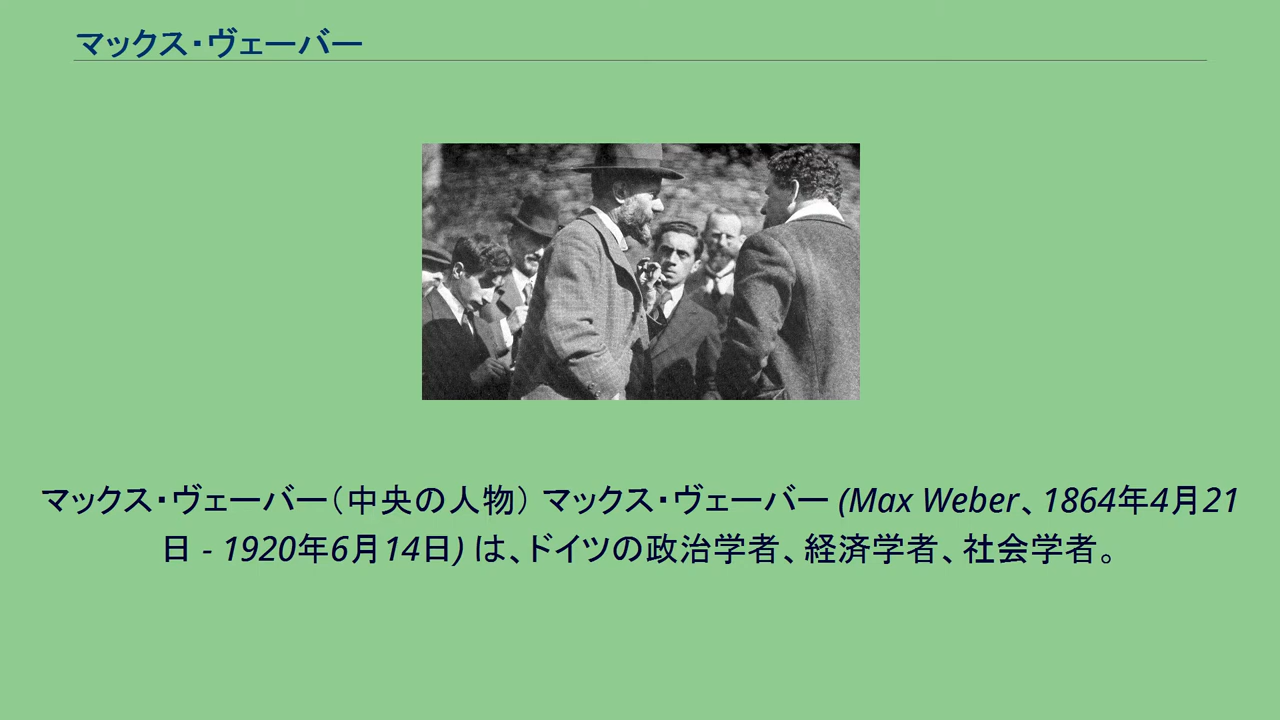 マックス・ヴェーバー
マックス・ヴェーバー（中央の人物） マックス・ヴェーバー (Max Weber、1864年4月21
日 - 1920年6月14日) は、ドイツの政治学者、経済学者、社会学者。